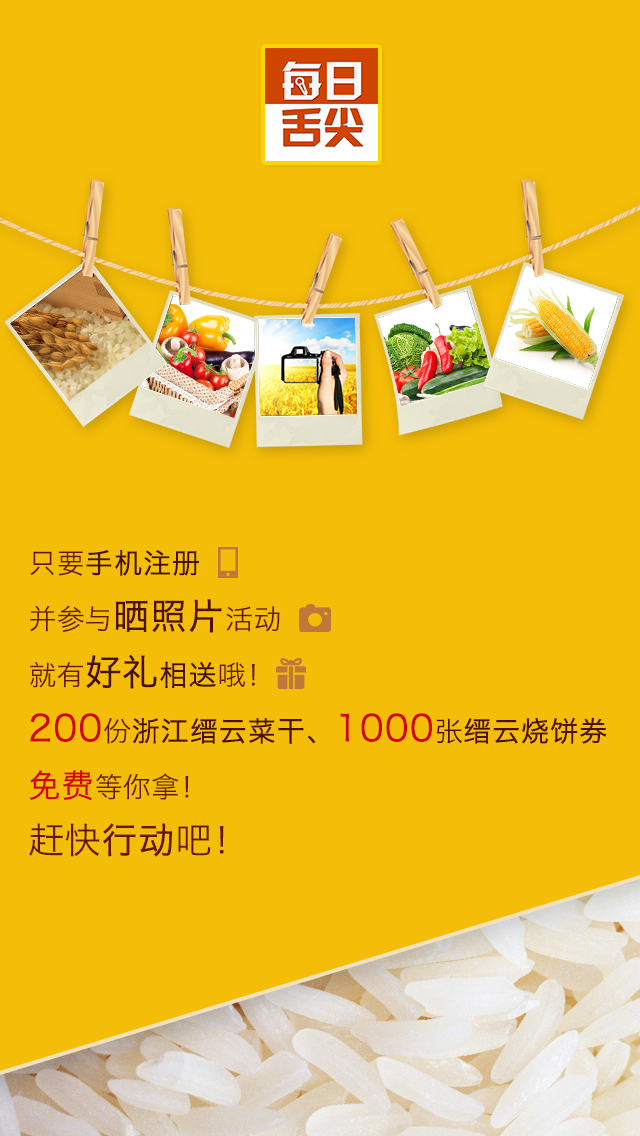 每日
舌尖
只要手机注册
并参与晒照片活动
就有好礼相送哦！
200份浙江缙云菜干、1000张缙云烧饼券
免费等你拿！
赶快行动吧！